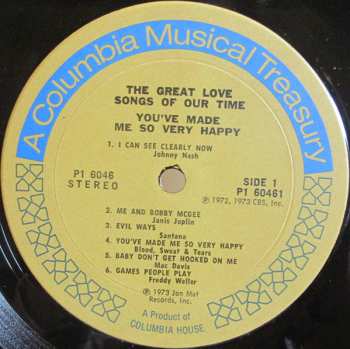 A Columbia Musical Treasury
THE GREAT LOVE
SONGS OF OUR TIME
YOU'VE MADE
ME SO VERY HAPPY
1. I CAN SEE CLEARLY NOW
Johnny Nash
P1 6046
STEREO
SIDE 1
P1 60461
℗ 1972, 1973 CBS, Inc.
2. ME AND BOBBY MCGEE
Janis Joplin
3. EVIL WAYS
Santana
4. YOU'VE MADE ME SO VERY HAPPY
Blood, Sweat & Tears
5. BABY DON'T GET HOOKED ON ME
Mac Davis
6. GAMES PEOPLE PLAY
Freddy Weller
℗ 1973 Jan Mat
Records, Inc.
A Product of
COLUMBIA HOUSE.